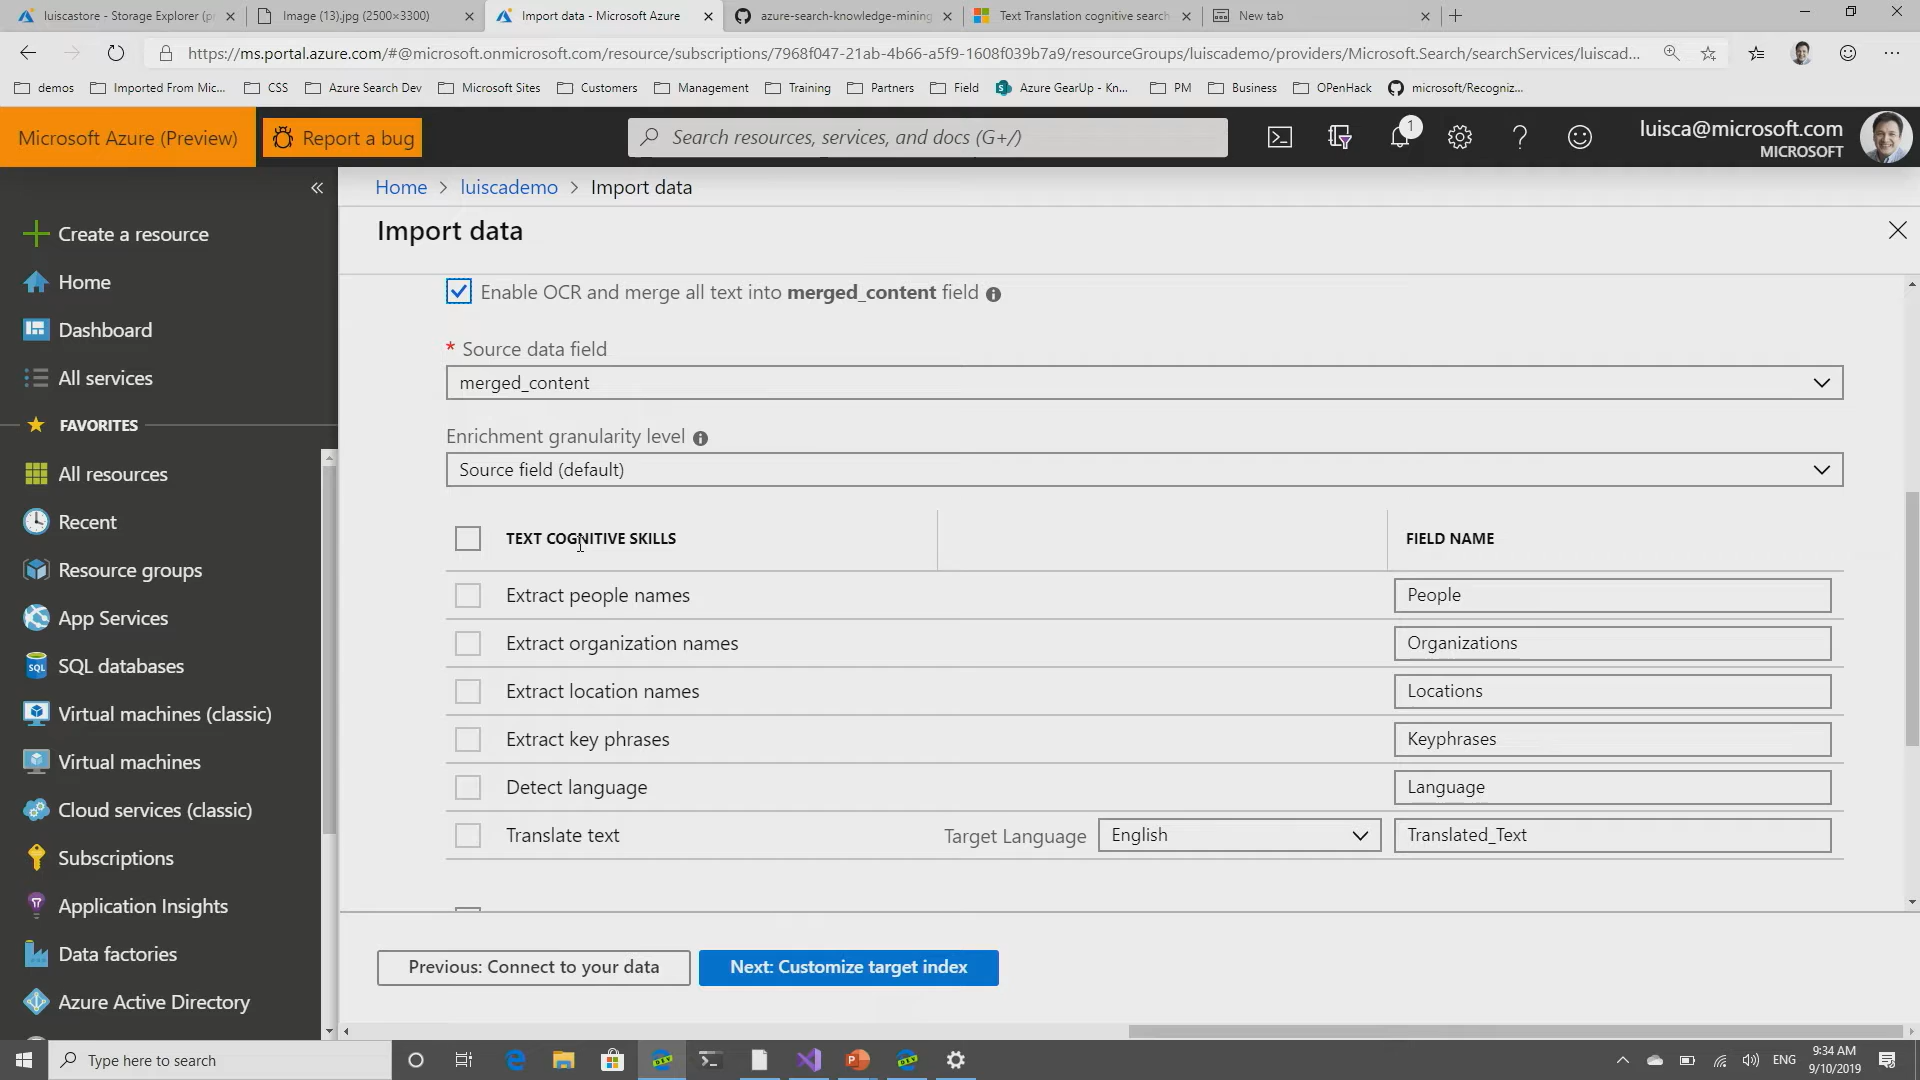 luiscastore - Storage Explorer (pr
Image (13).jpg (2500×3300)
Import data - Microsoft Azure
azure-search-knowledge-mining
Text Translation cognitive search
New tab
https://ms.portal.azure.com/#@microsoft.onmicrosoft.com/resource/subscriptions/7968f047-21ab-4b66-a5f9-1608f039b7a9/resourceGroups/luiscademo/providers/Microsoft.Search/searchServices/luiscad...
demos
Imported From Mic...
CSS
Azure Search Dev
Microsoft Sites
Customers
Management
Training
Partners
Field
Azure GearUp - Kn...
PM
Business
OPenHack
microsoft/Recogniz...
Microsoft Azure (Preview)
Report a bug
Search resources, services, and docs (G+/)
1
luisca@microsoft.com
MICROSOFT
Home > luiscademo > Import data
Import data
Create a resource
Home
Dashboard
All services
FAVORITES
All resources
Recent
Resource groups
App Services
SQL databases
Virtual machines (classic)
Virtual machines
Cloud services (classic)
Subscriptions
Application Insights
Data factories
Azure Active Directory
Enable OCR and merge all text into merged_content field
* Source data field
merged_content
Enrichment granularity level
Source field (default)
TEXT COGNITIVE SKILLS
FIELD NAME
Extract people names
People
Extract organization names
Organizations
Extract location names
Locations
Extract key phrases
Keyphrases
Detect language
Language
Translate text
Target Language
English
Translated_Text
Previous: Connect to your data
Next: Customize target index
Type here to search
ENG
9:34 AM
9/10/2019